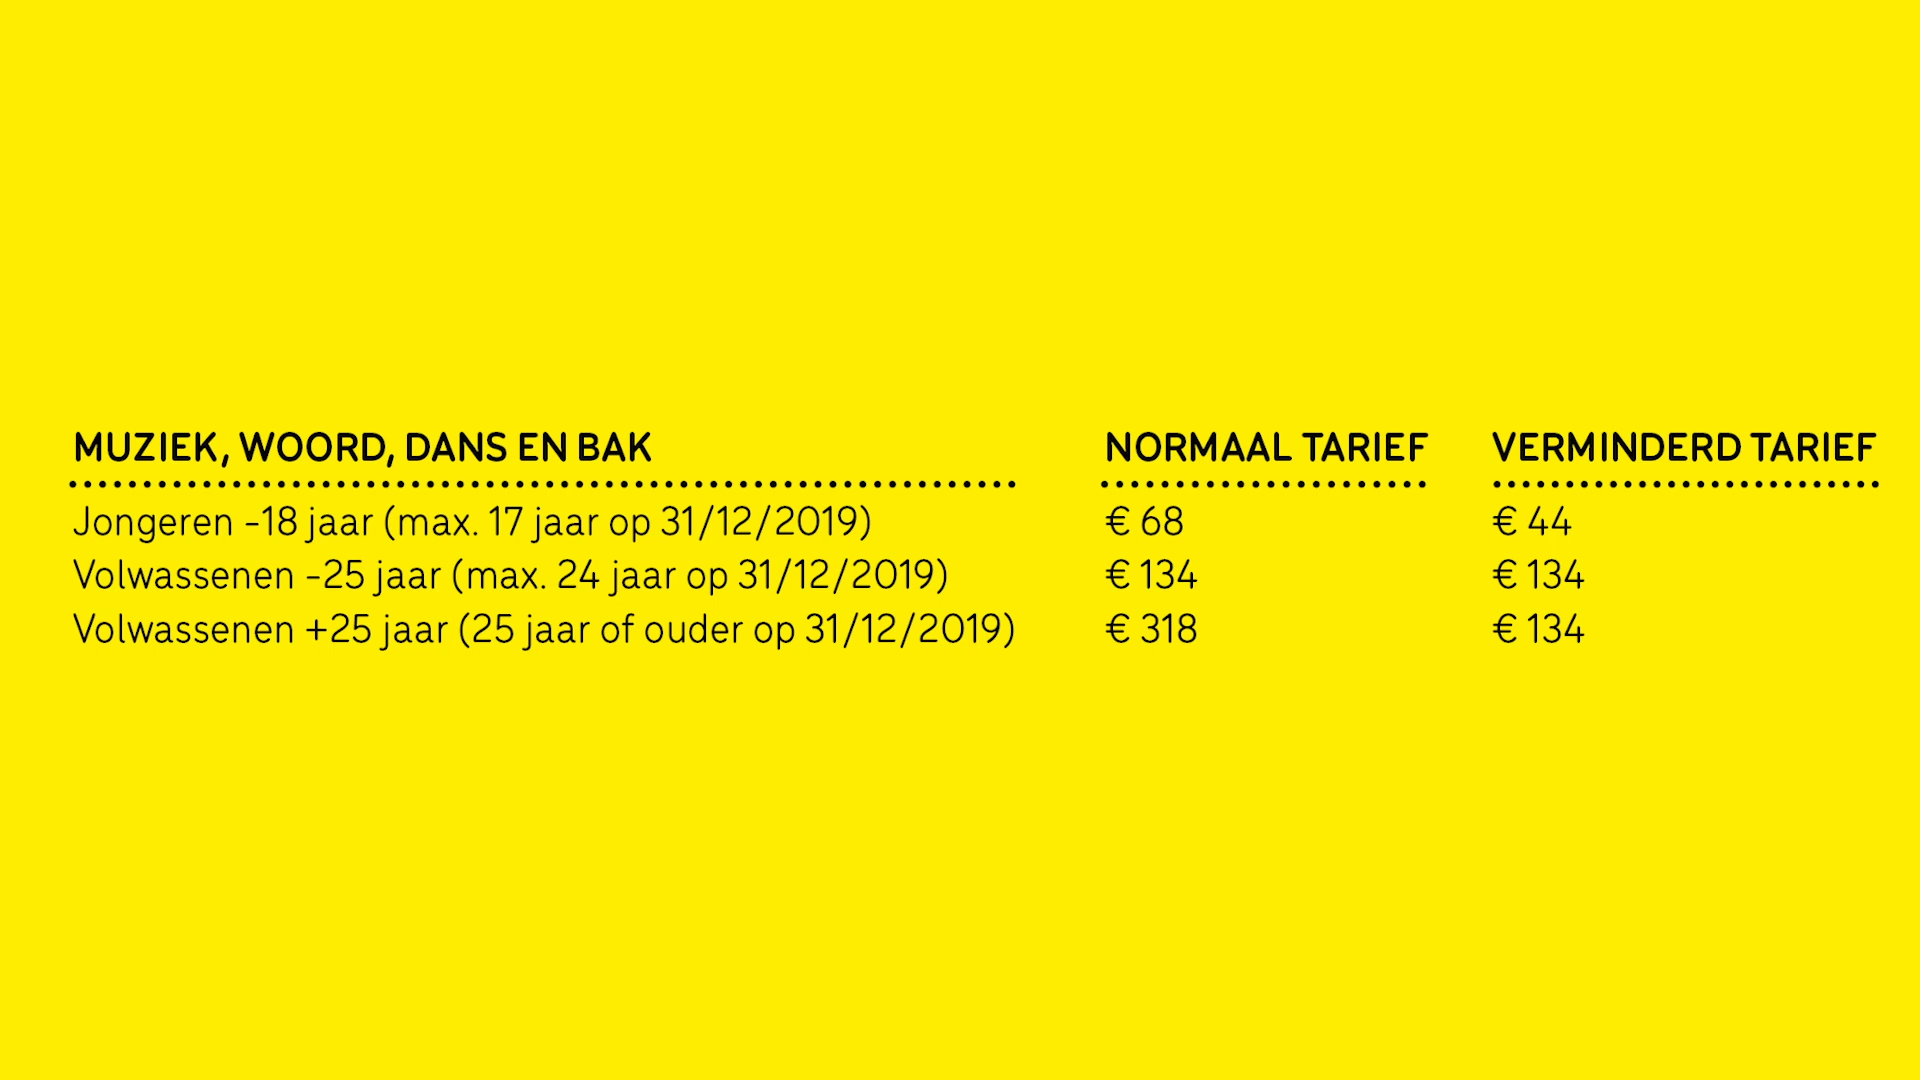 MUZIEK, WOORD, DANS EN BAK NORMAAL TARIEF VERMINDERD TARIEF
Jongeren -18 jaar (max. 17 jaar op 31/12/2019) € 68 € 44
Volwassenen -25 jaar (max. 24 jaar op 31/12/2019) € 134 € 134
Volwassenen +25 jaar (25 jaar of ouder op 31/12/2019) € 318 € 134